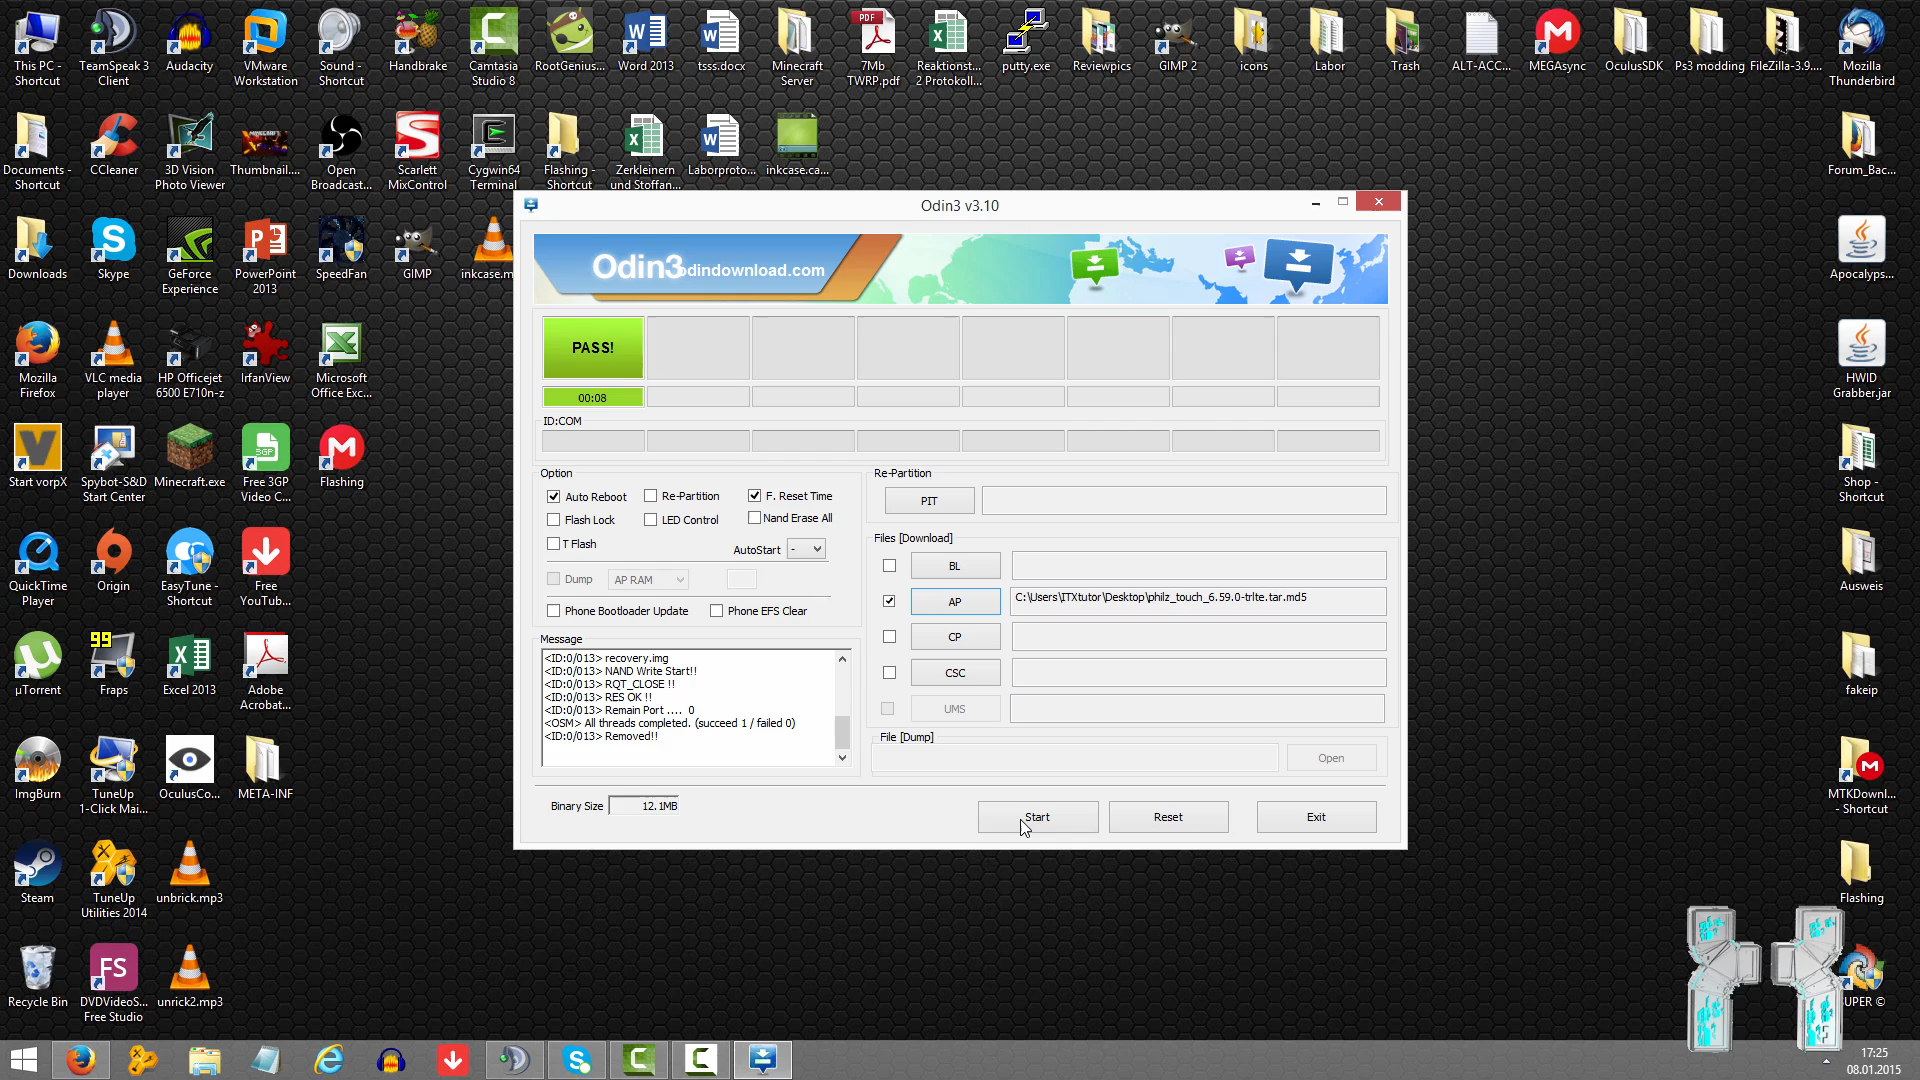 This PC - Shortcut
TeamSpeak 3 Client
Audacity
VMware Workstation
Sound - Shortcut
Handbrake
Camtasia Studio 8
RootGenius...
Word 2013
tsss.docx
Minecraft Server
7Mb TWRP.pdf
Reaktionst... 2 Protokoll...
putty.exe
Reviewpics
GIMP 2
icons
Labor
Trash
ALT-ACC...
MEGAsync
OculusSDK
Ps3 modding
FileZilla-3.9....
Mozilla Thunderbird
Documents - Shortcut
CCleaner
3D Vision Photo Viewer
Thumbnail....
Open Broadcast...
Scarlett MixControl
Cygwin64 Terminal
Flashing - Shortcut
Zerkleinern und Stoffan...
Laborproto...
inkcase.ca...
Forum_Bac...
Downloads
Skype
GeForce Experience
PowerPoint 2013
SpeedFan
GIMP
inkcase.m
Apocalyps...
Mozilla Firefox
VLC media player
HP Officejet 6500 E710n-z
IrfanView
Microsoft Office Exc...
HWID Grabber.jar
Start vorpX
Spybot-S&D Start Center
Minecraft.exe
Free 3GP Video C...
Flashing
Shop - Shortcut
QuickTime Player
Origin
EasyTune - Shortcut
Free YouTub...
Ausweis
µTorrent
99
Fraps
Excel 2013
Adobe Acrobat...
fakeip
ImgBurn
TuneUp 1-Click Mai...
OculusCo...
META-INF
MTKDownl... - Shortcut
Steam
TuneUp Utilities 2014
unbrick.mp3
Flashing
Recycle Bin
FS
DVDVideoS... Free Studio
unrick2.mp3
UPER ©
Odin3 v3.10
Odin3
odindownload.com
PASS!
00:08
ID:COM
Option
Auto Reboot
Re-Partition
F. Reset Time
Flash Lock
LED Control
Nand Erase All
T Flash
AutoStart
-
Dump
AP RAM
Phone Bootloader Update
Phone EFS Clear
Message
<ID:0/013> recovery.img
<ID:0/013> NAND Write Start!!
<ID:0/013> RQT_CLOSE !!
<ID:0/013> RES OK !!
<ID:0/013> Remain Port .... 0
<OSM> All threads completed. (succeed 1 / failed 0)
<ID:0/013> Removed!!
Re-Partition
PIT
Files [Download]
BL
AP
C:\Users\ITXtutor\Desktop\philz_touch_6.59.0-trlte.tar.md5
CP
CSC
UMS
File [Dump]
Open
Binary Size
12.1MB
Start
Reset
Exit
17:25
08.01.2015